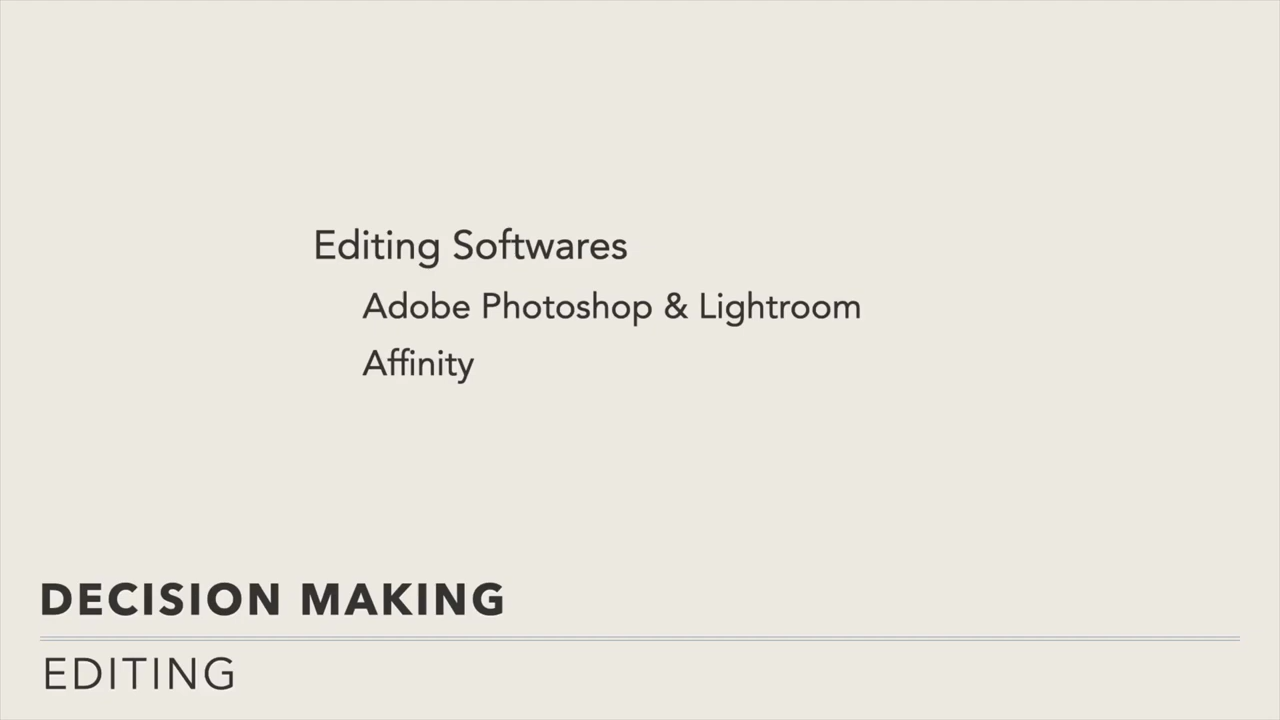 Editing Softwares
Adobe Photoshop & Lightroom
Affinity
DECISION MAKING
EDITING